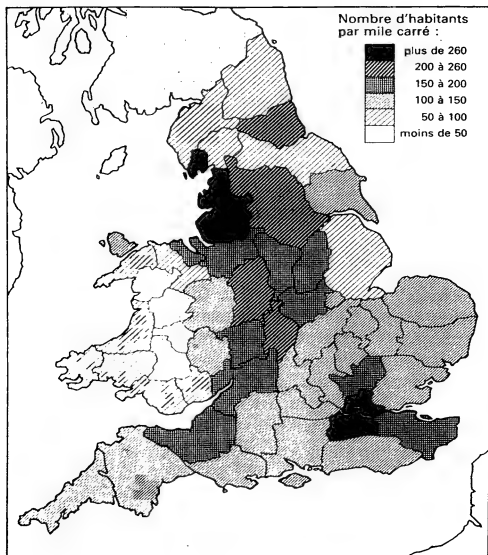 Nombre d'habitants
par mile carré :
plus de 260
200 à 260
150 à 200
100 à 150
50 à 100
moins de 50